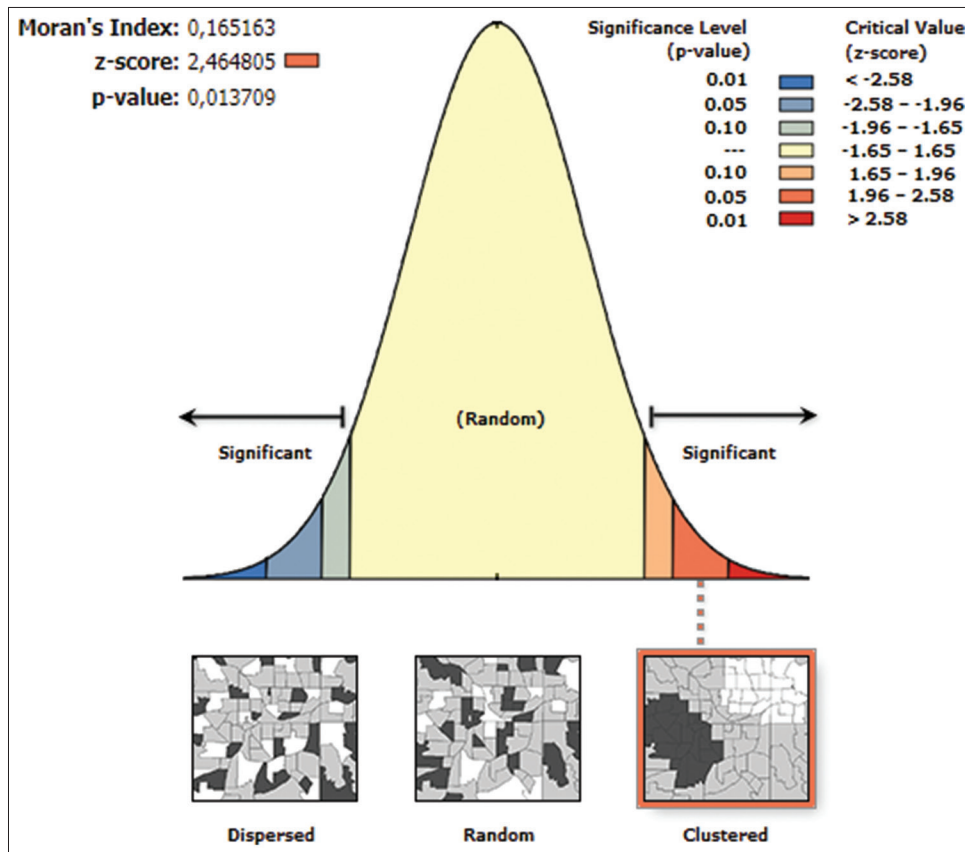 Moran's Index: 0,165163
z-score: 2,464805
p-value: 0,013709
Significance Level
(p-value)
Critical Value
(z-score)
0.01 < -2.58
0.05 -2.58 – -1.96
0.10 -1.96 – -1.65
--- -1.65 – 1.65
0.10 1.65 – 1.96
0.05 1.96 – 2.58
0.01 > 2.58
(Random)
Significant
Significant
Dispersed
Random
Clustered